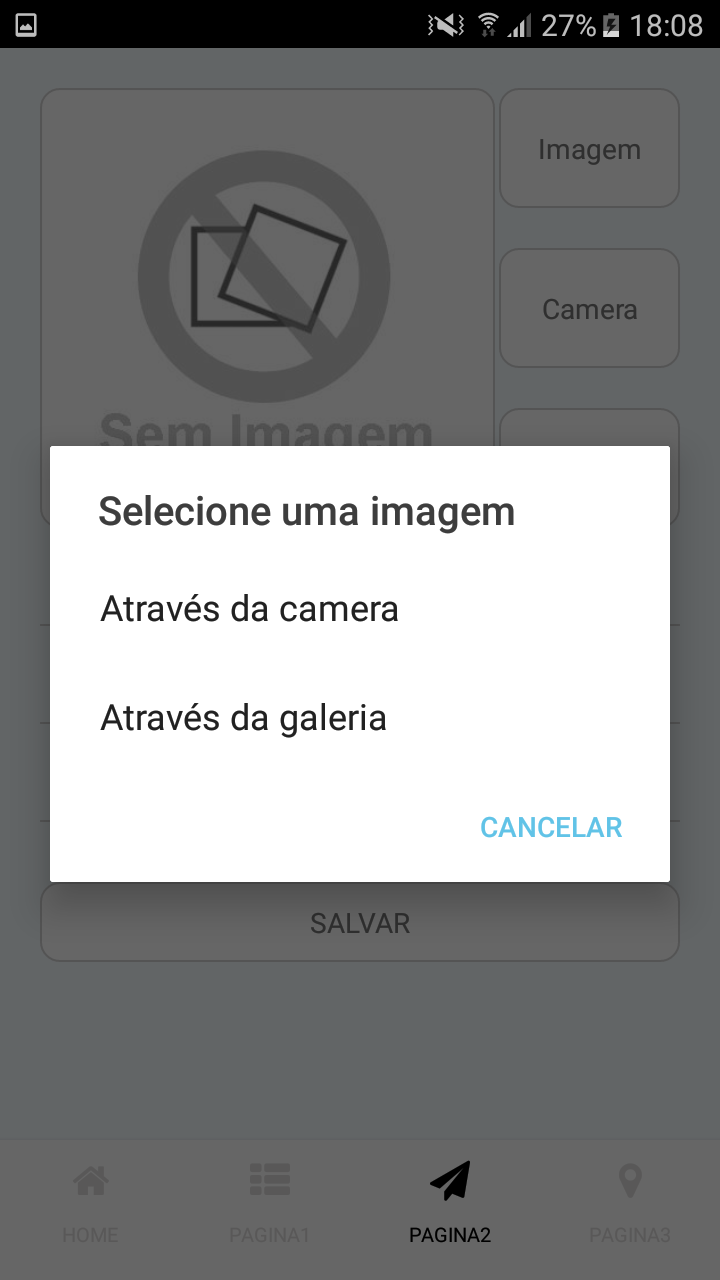 27% 18:08
Imagem
Camera
Sem Imagem
Selecione uma imagem
Através da camera
Através da galeria
CANCELAR
SALVAR
HOME PAGINA1 PAGINA2 PAGINA3